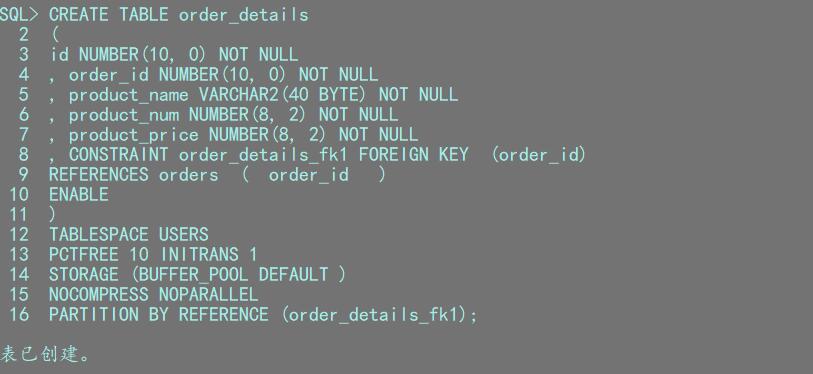 SQL> CREATE TABLE order_details
2 (
3 id NUMBER(10, 0) NOT NULL
4 , order_id NUMBER(10, 0) NOT NULL
5 , product_name VARCHAR2(40 BYTE) NOT NULL
6 , product_num NUMBER(8, 2) NOT NULL
7 , product_price NUMBER(8, 2) NOT NULL
8 , CONSTRAINT order_details_fk1 FOREIGN KEY (order_id)
9 REFERENCES orders ( order_id )
10 ENABLE
11 )
12 TABLESPACE USERS
13 PCTFREE 10 INITRANS 1
14 STORAGE (BUFFER_POOL DEFAULT )
15 NOCOMPRESS NOPARALLEL
16 PARTITION BY REFERENCE (order_details_fk1);
表已创建。